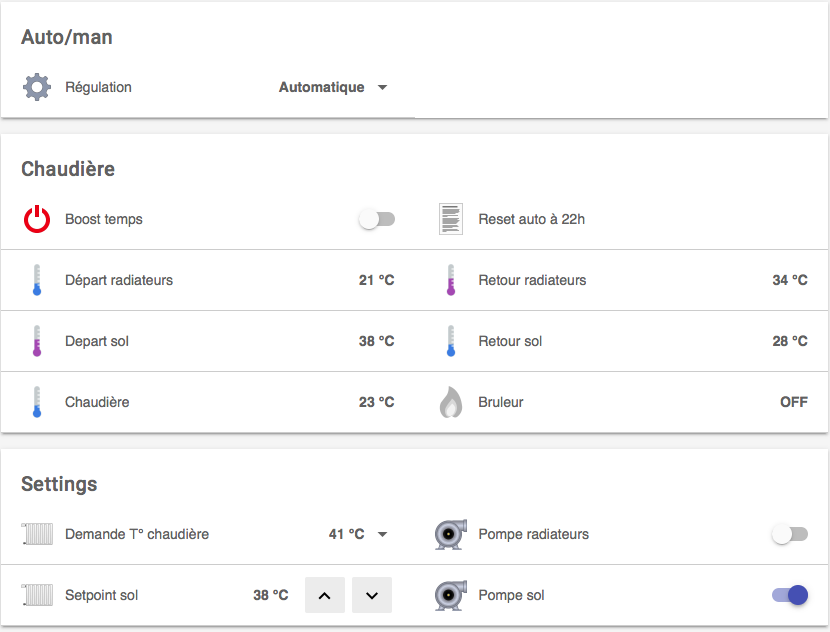 Auto/man
Régulation Automatique
Chaudière
Boost temps Reset auto à 22h
Départ radiateurs 21 °C Retour radiateurs 34 °C
Depart sol 38 °C Retour sol 28 °C
Chaudière 23 °C Bruleur OFF
Settings
Demande T° chaudière 41 °C Pompe radiateurs
Setpoint sol 38 °C Pompe sol